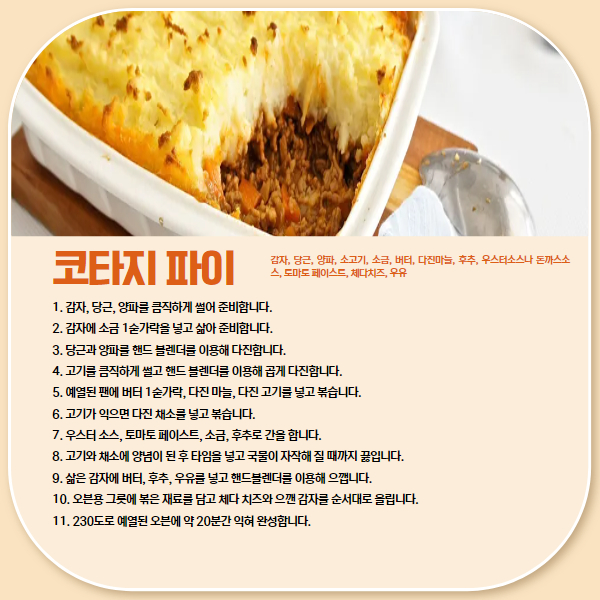 코타지 파이
감자, 당근, 양파, 소고기, 소금, 버터, 다진마늘, 후추, 우스터소스나 돈까스소
스, 토마토 페이스트, 체다치즈, 우유
1. 감자, 당근, 양파를 큼직하게 썰어 준비합니다.
2. 감자에 소금 1숟가락을 넣고 삶아 준비합니다.
3. 당근과 양파를 핸드 블렌더를 이용해 다진합니다.
4. 고기를 큼직하게 썰고 핸드 블렌더를 이용해 곱게 다진합니다.
5. 예열된 팬에 버터 1숟가락, 다진 마늘, 다진 고기를 넣고 볶습니다.
6. 고기가 익으면 다진 채소를 넣고 볶습니다.
7. 우스터 소스, 토마토 페이스트, 소금, 후추로 간을 합니다.
8. 고기와 채소에 양념이 된 후 타임을 넣고 국물이 자작해 질 때까지 끓입니다.
9. 삶은 감자에 버터, 후추, 우유를 넣고 핸드블렌더를 이용해 으깹니다.
10. 오븐용 그릇에 볶은 재료를 담고 체다 치즈와 으깬 감자를 순서대로 올립니다.
11. 230도로 예열된 오븐에 약 20분간 익혀 완성합니다.